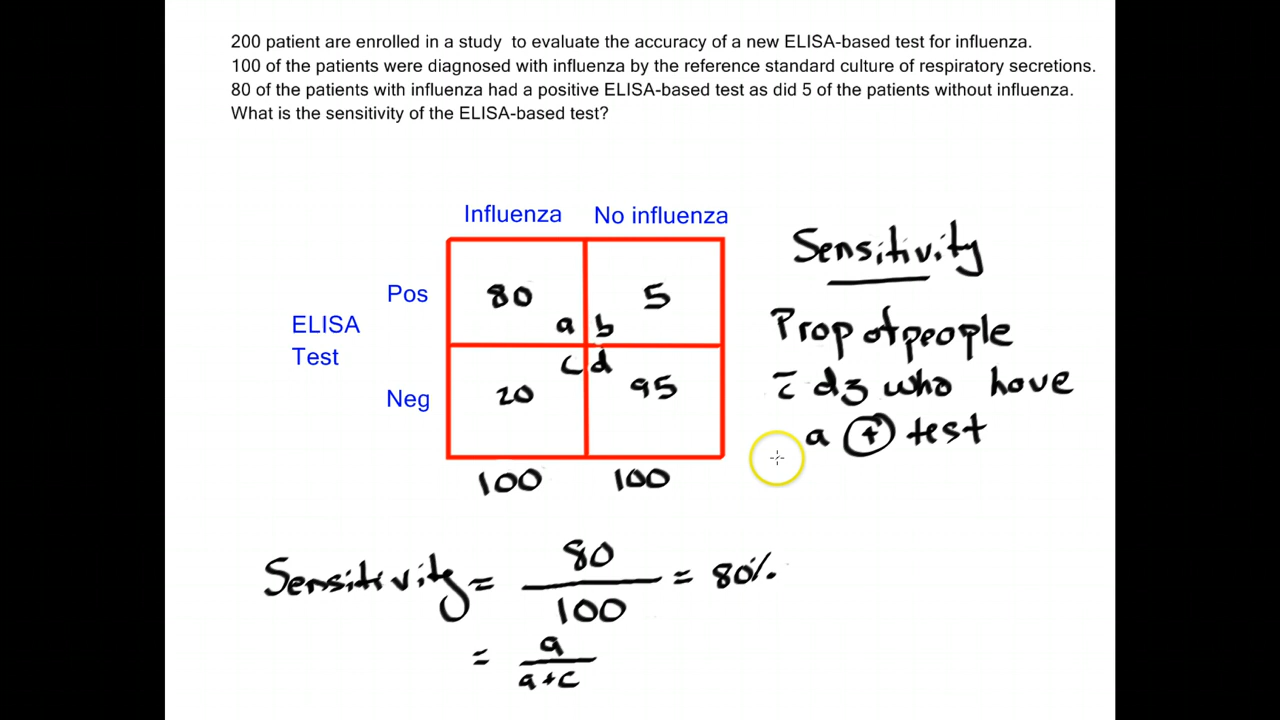 200 patient are enrolled in a study to evaluate the accuracy of a new ELISA-based test for influenza.
100 of the patients were diagnosed with influenza by the reference standard culture of respiratory secretions.
80 of the patients with influenza had a positive ELISA-based test as did 5 of the patients without influenza.
What is the sensitivity of the ELISA-based test?
Influenza No influenza
Pos 80 5
a b
ELISA
Test
c d
Neg 20 95
100 100
Sensitivity
Prop of people
c̄ dz who have
a (+) test
Sensitivity = 80/100 = 80%
= a/a+c